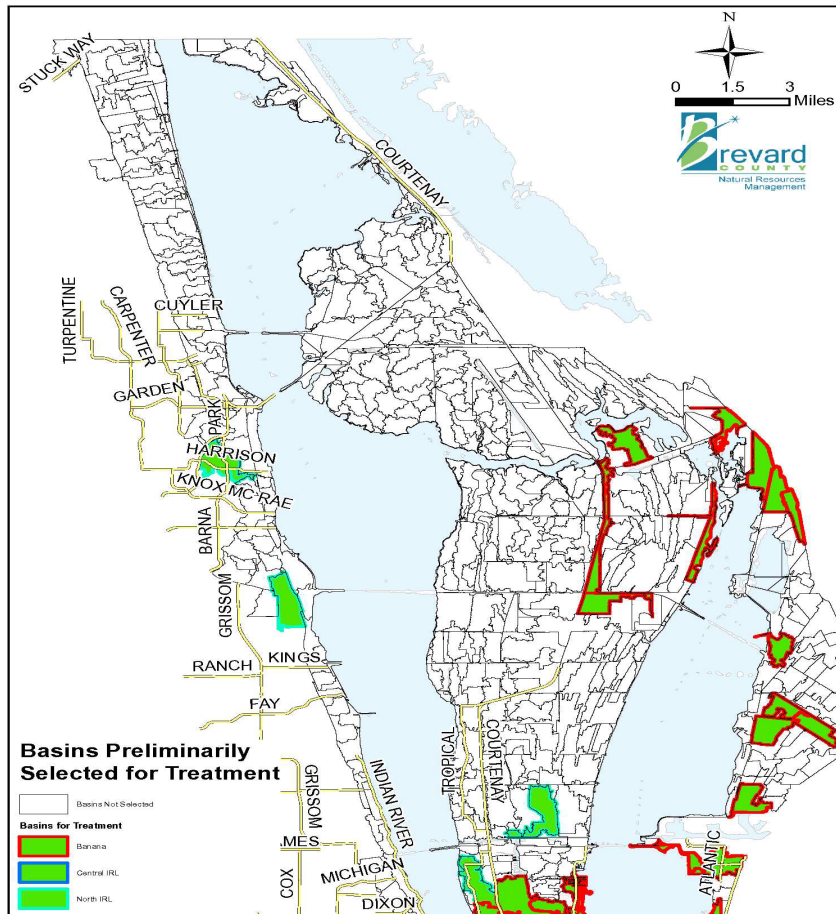 N
0 1.5 3
Miles
Brevard
COUNTY
Natural Resources
Management
STUCK WAY
COURTENAY
TURPENTINE
CARPENTER
CUYLER
GARDEN
PARK
HARRISON
KNOX MC-RAE
BARNA
GRISSOM
RANCH
KINGS
FAY
TROPICAL
COURTENAY
INDIAN RIVER
GRISSOM
MICHIGAN
COX
DIXON
ATLANTIC
Basins Preliminarily
Selected for Treatment
Basins Not Selected
Basins for Treatment
Banana
Central IRL
North IRL